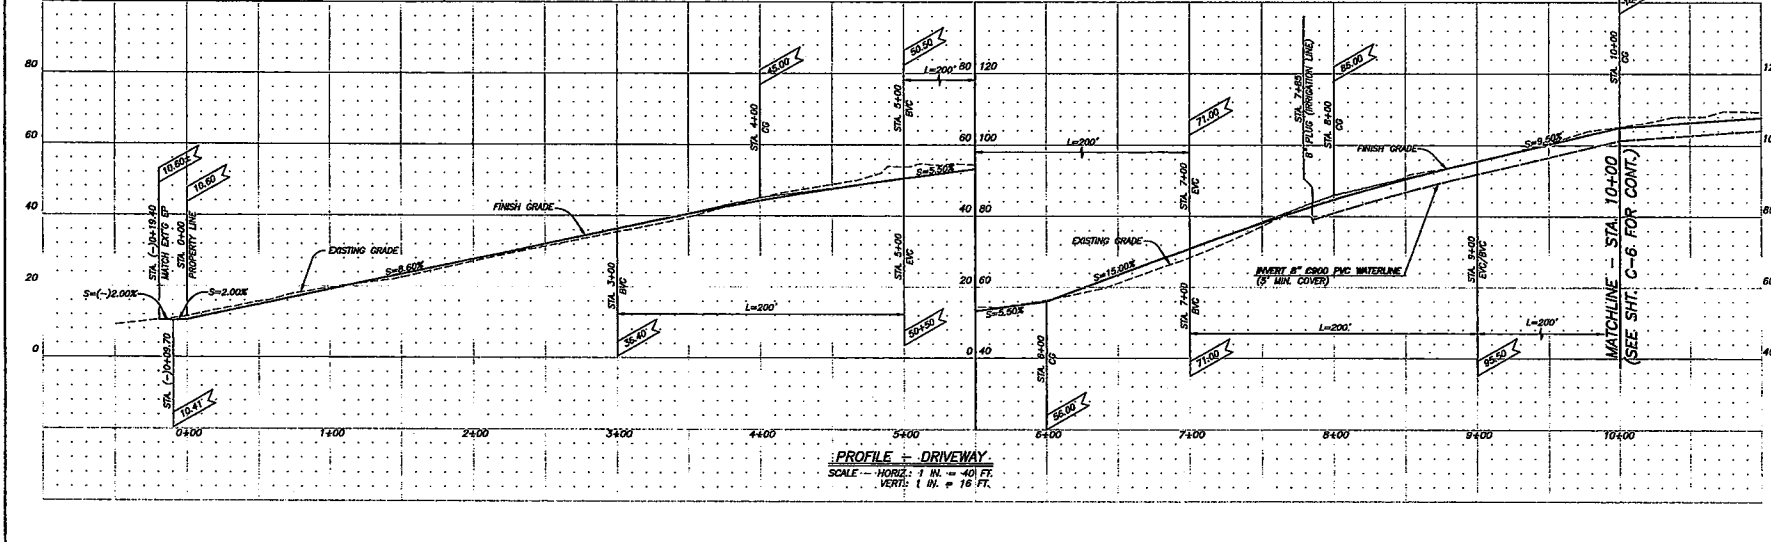 80
60
40
20
0
10.60±
10.60
STA. (-)0+19.40
MATCH EXT'G EP
STA. 0+00
PROPERTY LINE
S=(-)2.00%
S=2.00%
STA. (-)0+09.70
10.41
EXISTING GRADE
S=8.60%
FINISH GRADE
STA. 3+00
BVC
36.40
L=200'
45.00
STA. 4+00
CG
50.50
L=200'
STA. 5+00
BVC
S=5.50%
STA. 5+00
EVC
50+50
80 120
60 100
40 80
20 60
0 40
S=5.50%
L=200'
STA. 6+00
CG
56.00
EXISTING GRADE
S=15.00%
71.00
STA. 7+00
EVC
STA. 7+00
BVC
71.00
STA. 7+85
8" PLUG (IRRIGATION LINE)
86.00
STA. 8+00
CG
FINISH GRADE
INVERT 8" C900 PVC WATERLINE
(5' MIN. COVER)
L=200'
S=9.50%
STA. 9+00
EVC/BVC
95.50
L=200'
STA. 10+00
CG
MATCHLINE - STA. 10+00
(SEE SHT. C-6 FOR CONT.)
0+00 1+00 2+00 3+00 4+00 5+00 6+00 7+00 8+00 9+00 10+00
PROFILE - DRIVEWAY
SCALE - HORIZ.: 1 IN. = 40 FT.
VERT.: 1 IN. = 16 FT.